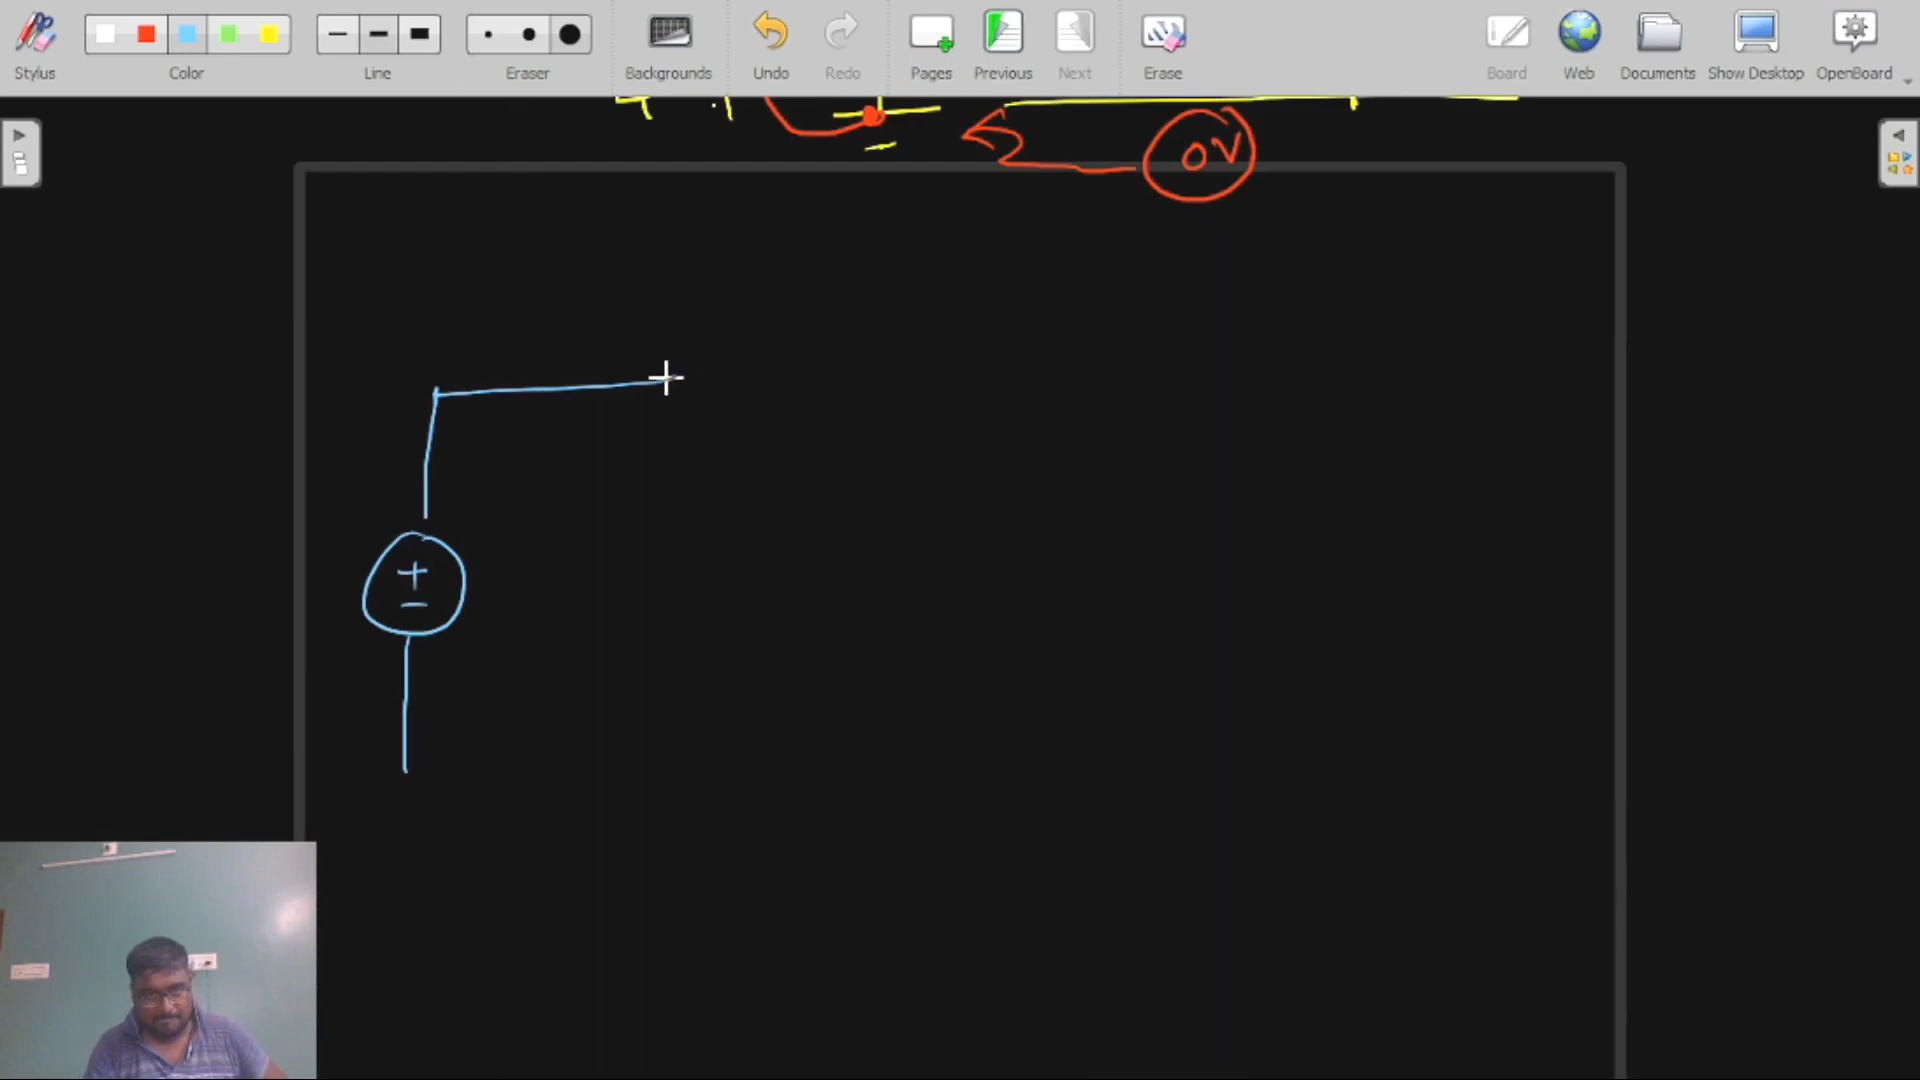 Stylus
Color
Line
Eraser
Backgrounds
Undo
Redo
Pages
Previous
Next
Erase
Board
Web
Documents
Show Desktop
OpenBoard
0V
+
−